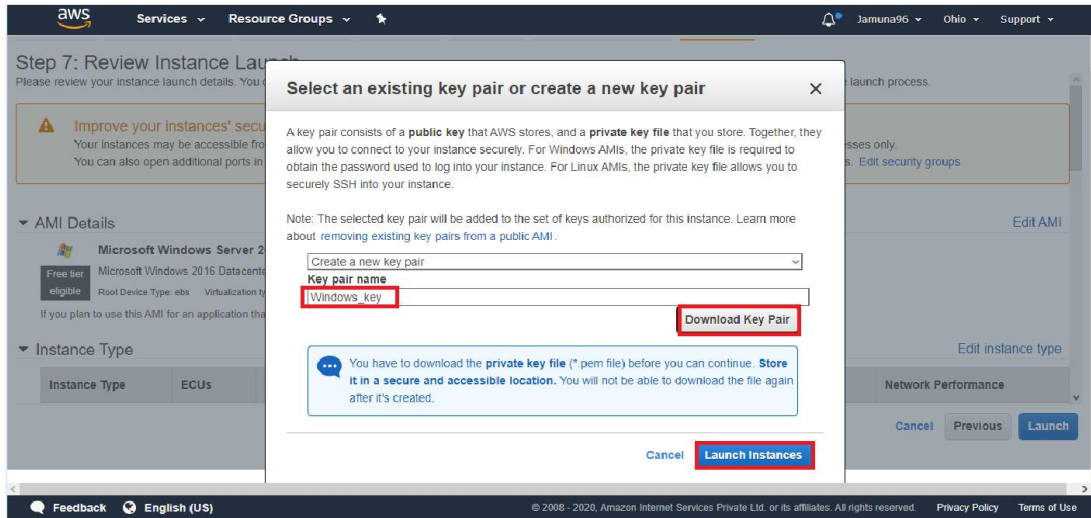 aws Services Resource Groups Jamuna96 Ohio Support
Step 7: Review Instance Launch
Please review your instance launch details. You launch process.
Select an existing key pair or create a new key pair
Improve your instances' secu
Your instances may be accessible fro sses only.
You can also open additional ports in s. Edit security groups
A key pair consists of a public key that AWS stores, and a private key file that you store. Together, they
allow you to connect to your instance securely. For Windows AMIs, the private key file is required to
obtain the password used to log into your instance. For Linux AMIs, the private key file allows you to
securely SSH into your instance.
Note: The selected key pair will be added to the set of keys authorized for this instance. Learn more
about removing existing key pairs from a public AMI.
AMI Details Edit AMI
Microsoft Windows Server 2
Free tier eligible
Microsoft Windows 2016 Datacente
Root Device Type: ebs Virtualization ty
If you plan to use this AMI for an application tha
Create a new key pair
Key pair name
Windows_key
Download Key Pair
You have to download the private key file (*.pem file) before you can continue. Store
it in a secure and accessible location. You will not be able to download the file again
after it's created.
Instance Type Edit instance type
Instance Type ECUs Network Performance
Cancel Previous Launch
Cancel Launch Instances
Feedback English (US) © 2008 - 2020, Amazon Internet Services Private Ltd. or its affiliates. All rights reserved. Privacy Policy Terms of Use